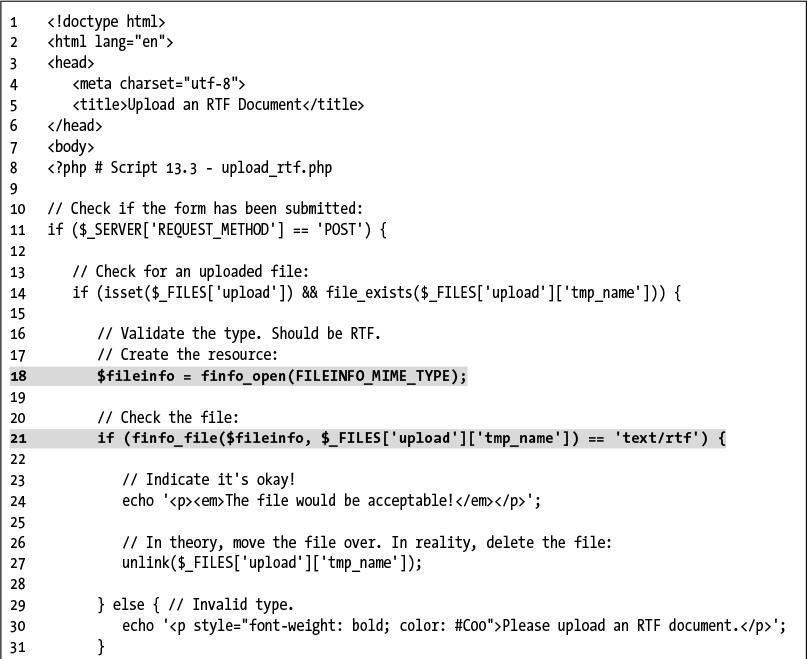 1 <!doctype html>
2 <html lang="en">
3 <head>
4 <meta charset="utf-8">
5 <title>Upload an RTF Document</title>
6 </head>
7 <body>
8 <?php # Script 13.3 - upload_rtf.php
9
10 // Check if the form has been submitted:
11 if ($_SERVER['REQUEST_METHOD'] == 'POST') {
12
13 // Check for an uploaded file:
14 if (isset($_FILES['upload']) && file_exists($_FILES['upload']['tmp_name'])) {
15
16 // Validate the type. Should be RTF.
17 // Create the resource:
18 $fileinfo = finfo_open(FILEINFO_MIME_TYPE);
19
20 // Check the file:
21 if (finfo_file($fileinfo, $_FILES['upload']['tmp_name']) == 'text/rtf') {
22
23 // Indicate it's okay!
24 echo '<p><em>The file would be acceptable!</em></p>';
25
26 // In theory, move the file over. In reality, delete the file:
27 unlink($_FILES['upload']['tmp_name']);
28
29 } else { // Invalid type.
30 echo '<p style="font-weight: bold; color: #C00">Please upload an RTF document.</p>';
31 }